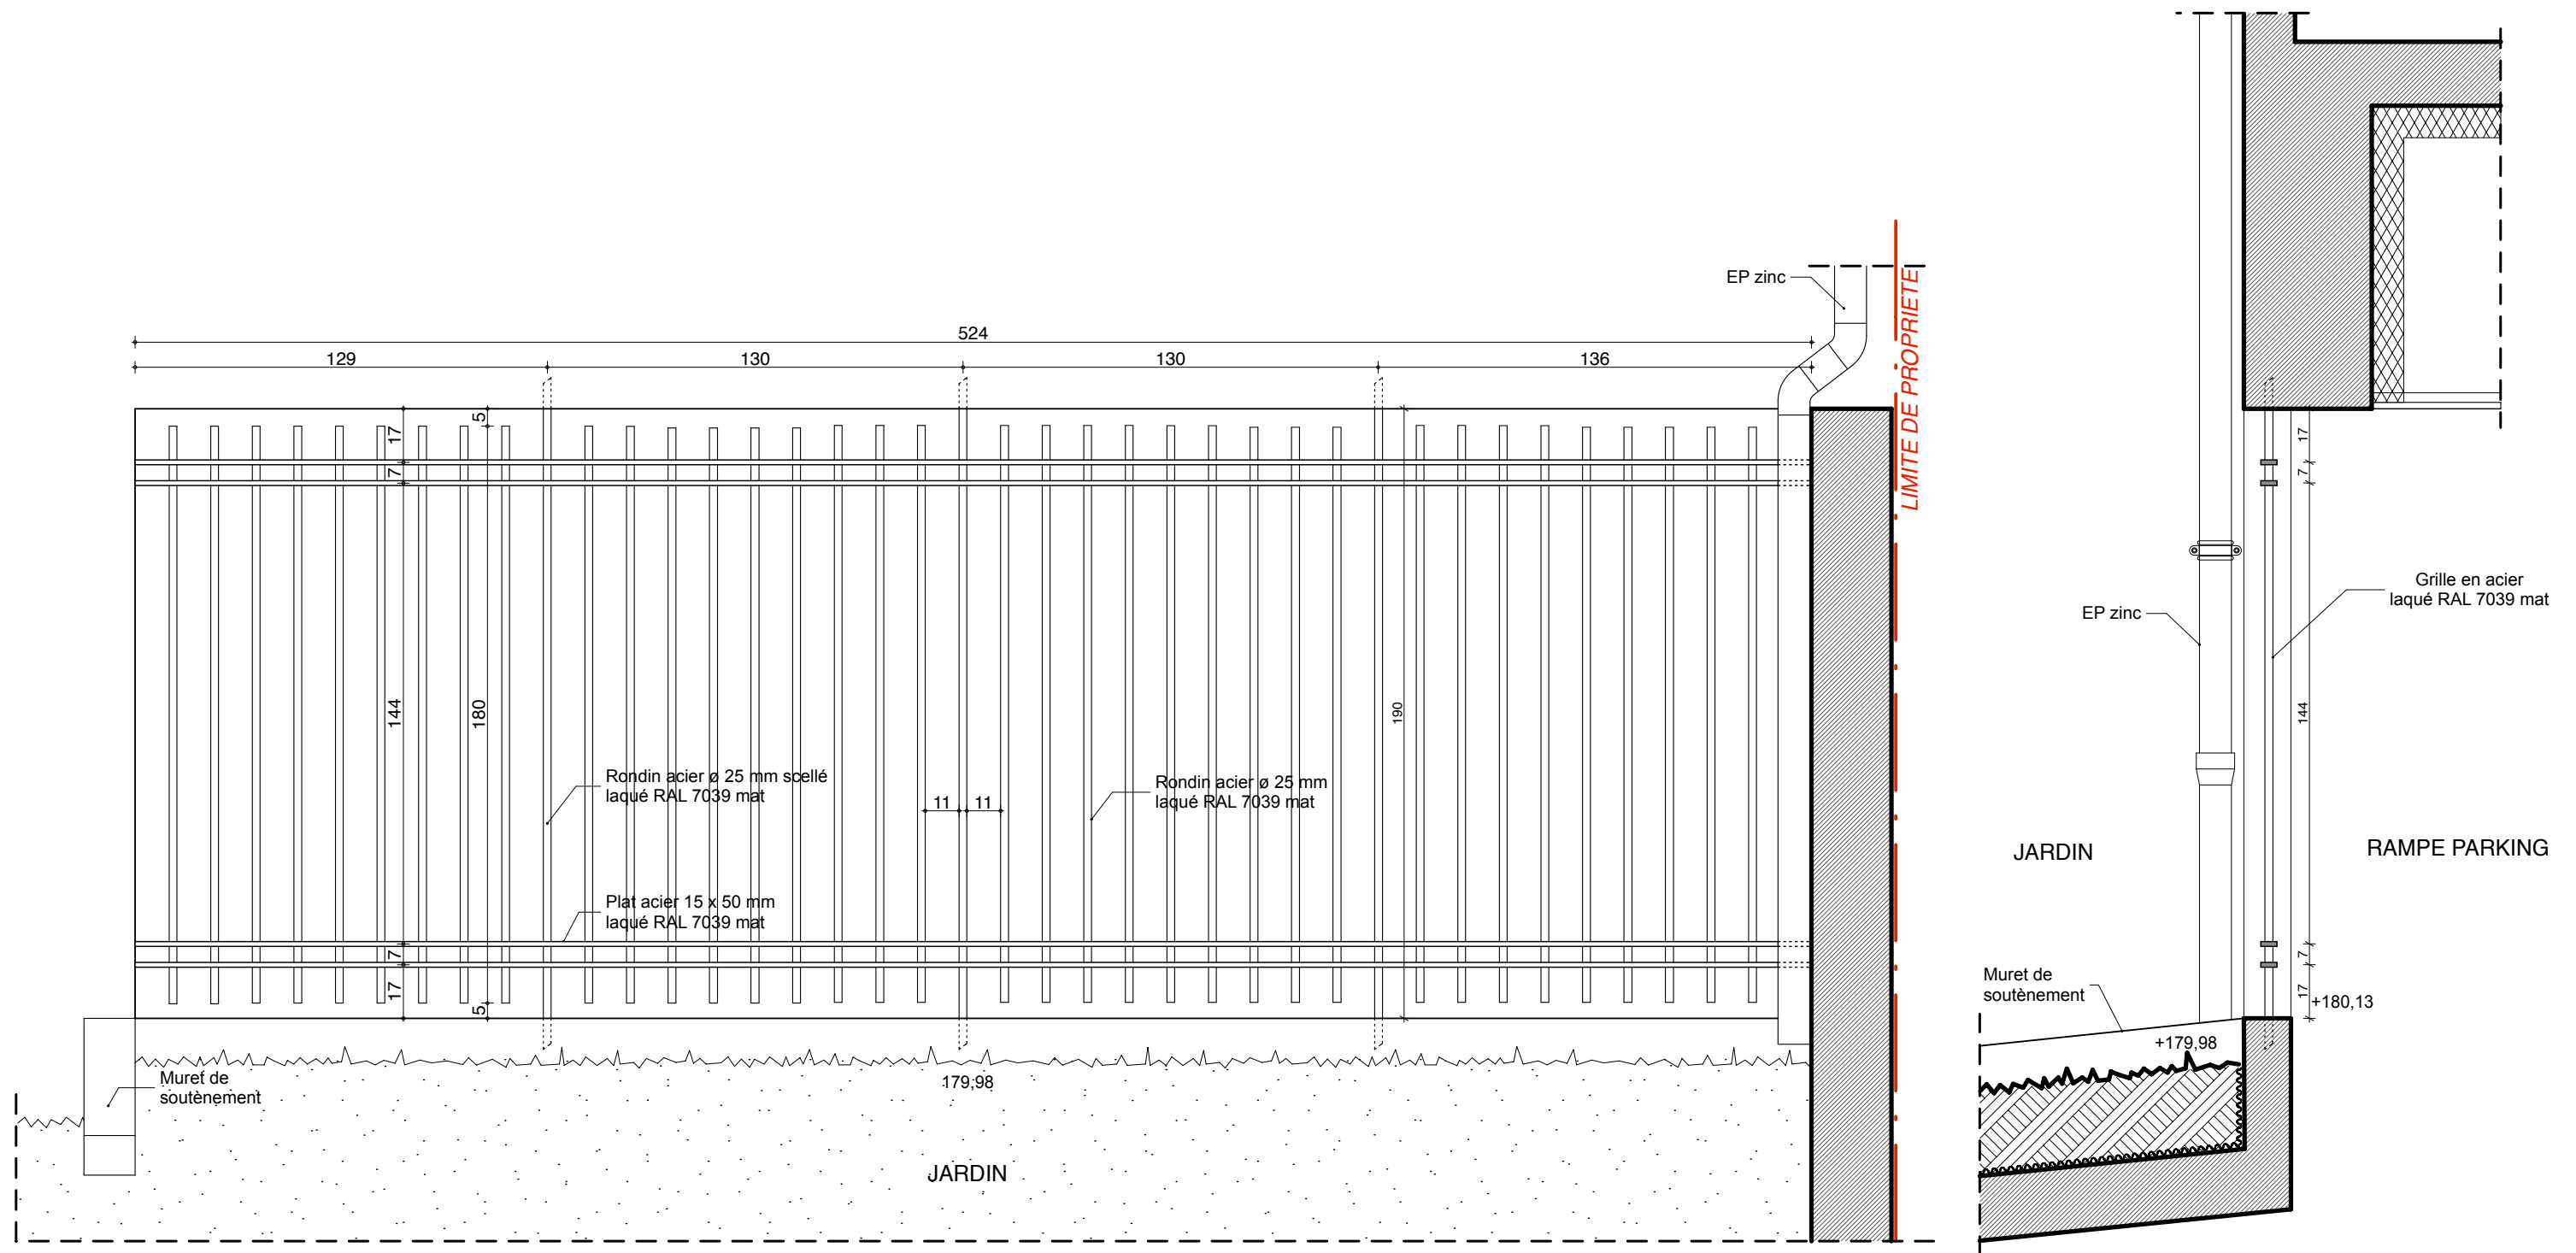 EP zinc
LIMITE DE PROPRIETE
524
129
130
130
136
17
5
7
144
180
190
Rondin acier ø 25 mm scellé
laqué RAL 7039 mat
11
11
Rondin acier ø 25 mm
laqué RAL 7039 mat
Plat acier 15 x 50 mm
laqué RAL 7039 mat
7
17
5
Muret de
soutènement
179,98
JARDIN
17
7
Grille en acier
laqué RAL 7039 mat
EP zinc
144
JARDIN
RAMPE PARKING
7
17
+180,13
Muret de
soutènement
+179,98